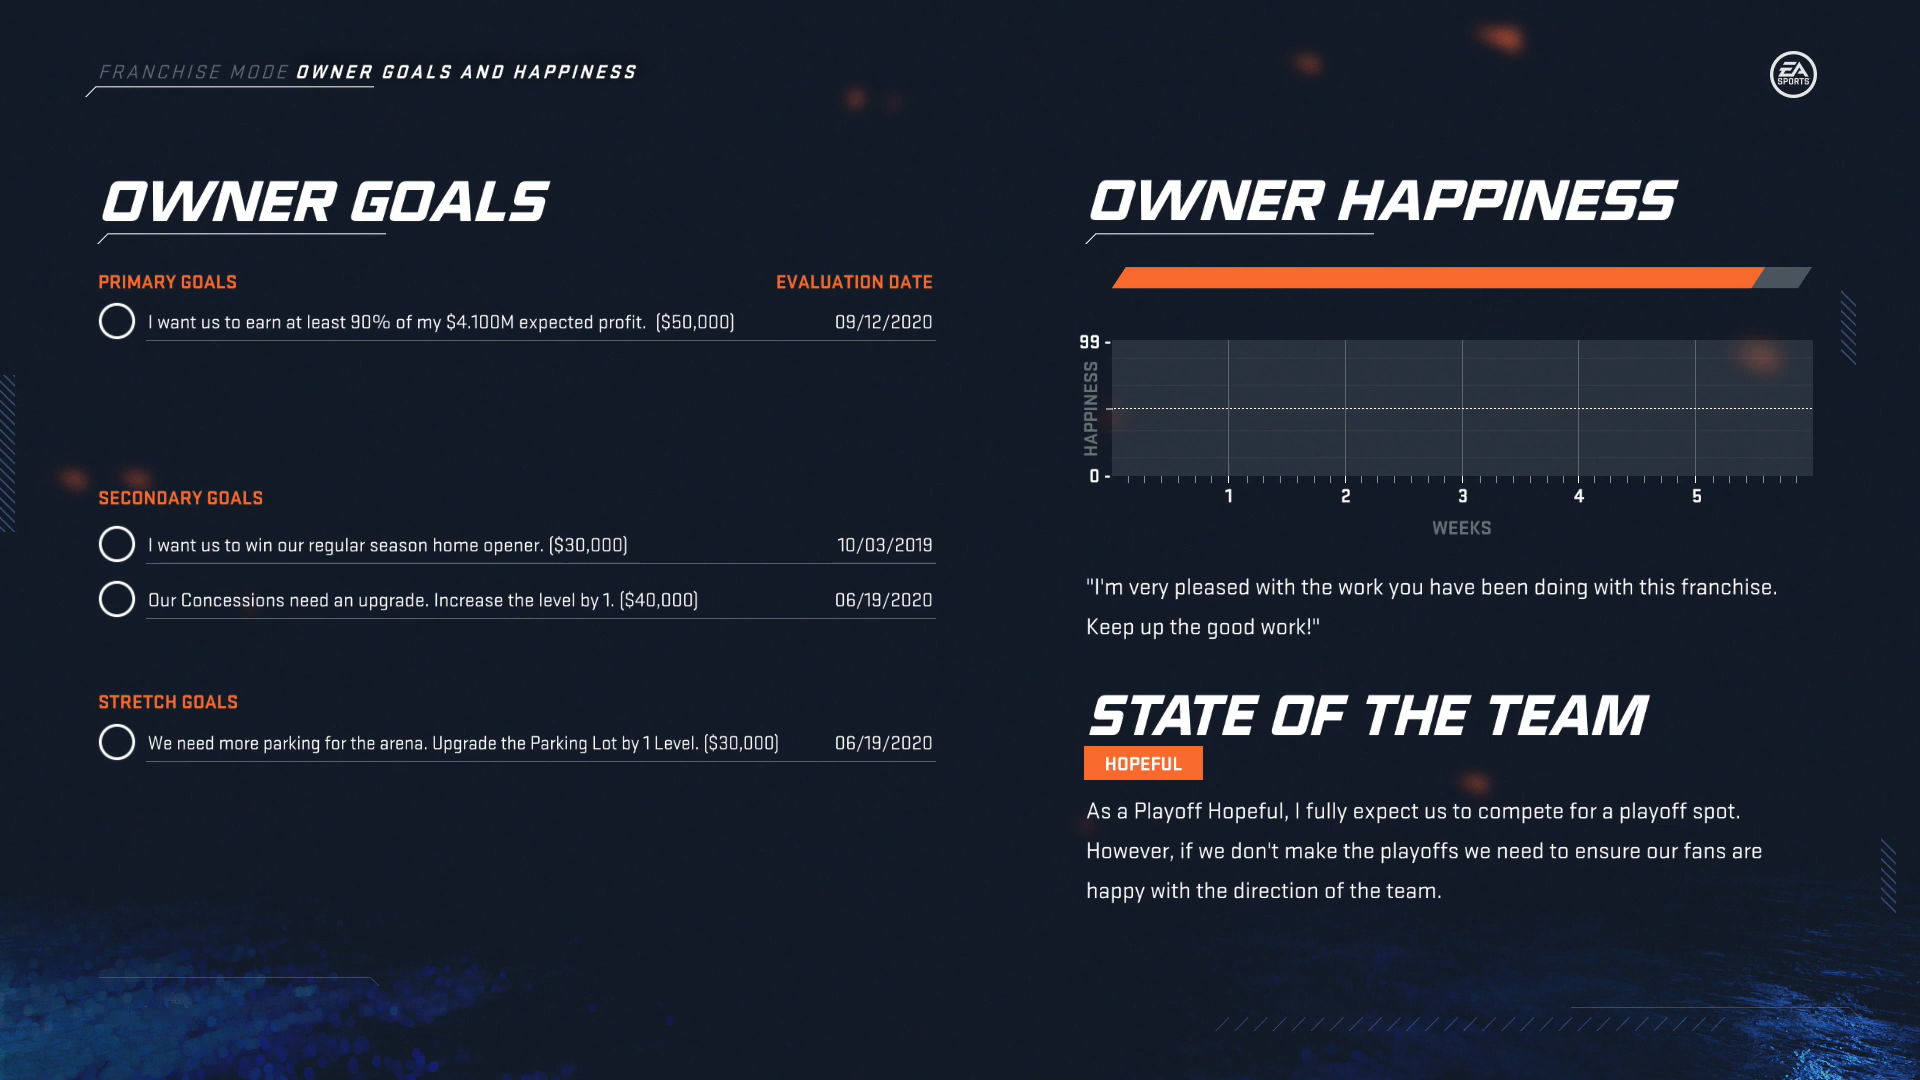 FRANCHISE MODE OWNER GOALS AND HAPPINESS
EA SPORTS
OWNER GOALS
PRIMARY GOALS EVALUATION DATE
I want us to earn at least 90% of my $4.100M expected profit. ($50,000) 09/12/2020
SECONDARY GOALS
I want us to win our regular season home opener. ($30,000) 10/03/2019
Our Concessions need an upgrade. Increase the level by 1. ($40,000) 06/19/2020
STRETCH GOALS
We need more parking for the arena. Upgrade the Parking Lot by 1 Level. ($30,000) 06/19/2020
OWNER HAPPINESS
99
HAPPINESS
0
1 2 3 4 5
WEEKS
"I'm very pleased with the work you have been doing with this franchise.
Keep up the good work!"
STATE OF THE TEAM
HOPEFUL
As a Playoff Hopeful, I fully expect us to compete for a playoff spot.
However, if we don't make the playoffs we need to ensure our fans are
happy with the direction of the team.